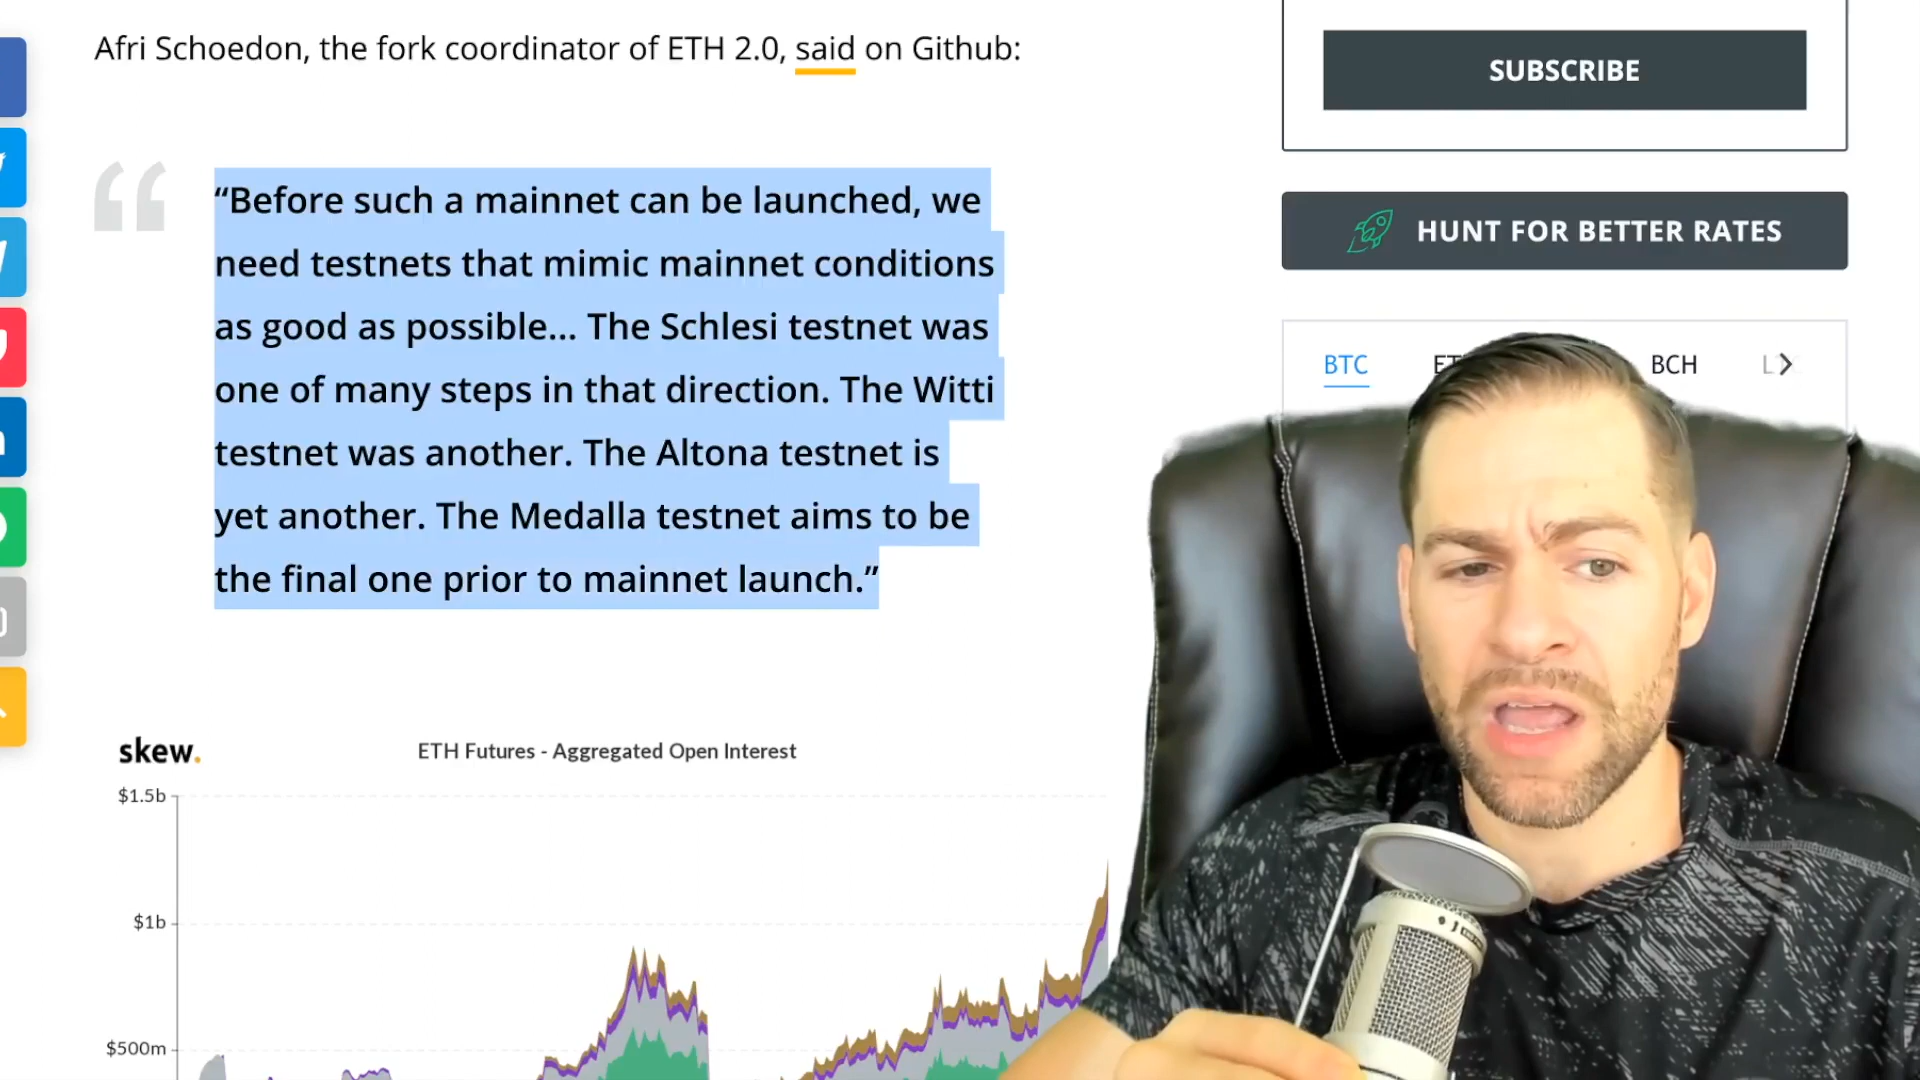 Afri Schoedon, the fork coordinator of ETH 2.0, said on Github:
SUBSCRIBE
“Before such a mainnet can be launched, we
need testnets that mimic mainnet conditions
as good as possible... The Schlesi testnet was
one of many steps in that direction. The Witti
testnet was another. The Altona testnet is
yet another. The Medalla testnet aims to be
the final one prior to mainnet launch.”
HUNT FOR BETTER RATES
BTC
BCH
skew.
ETH Futures - Aggregated Open Interest
$1.5b
$1b
$500m